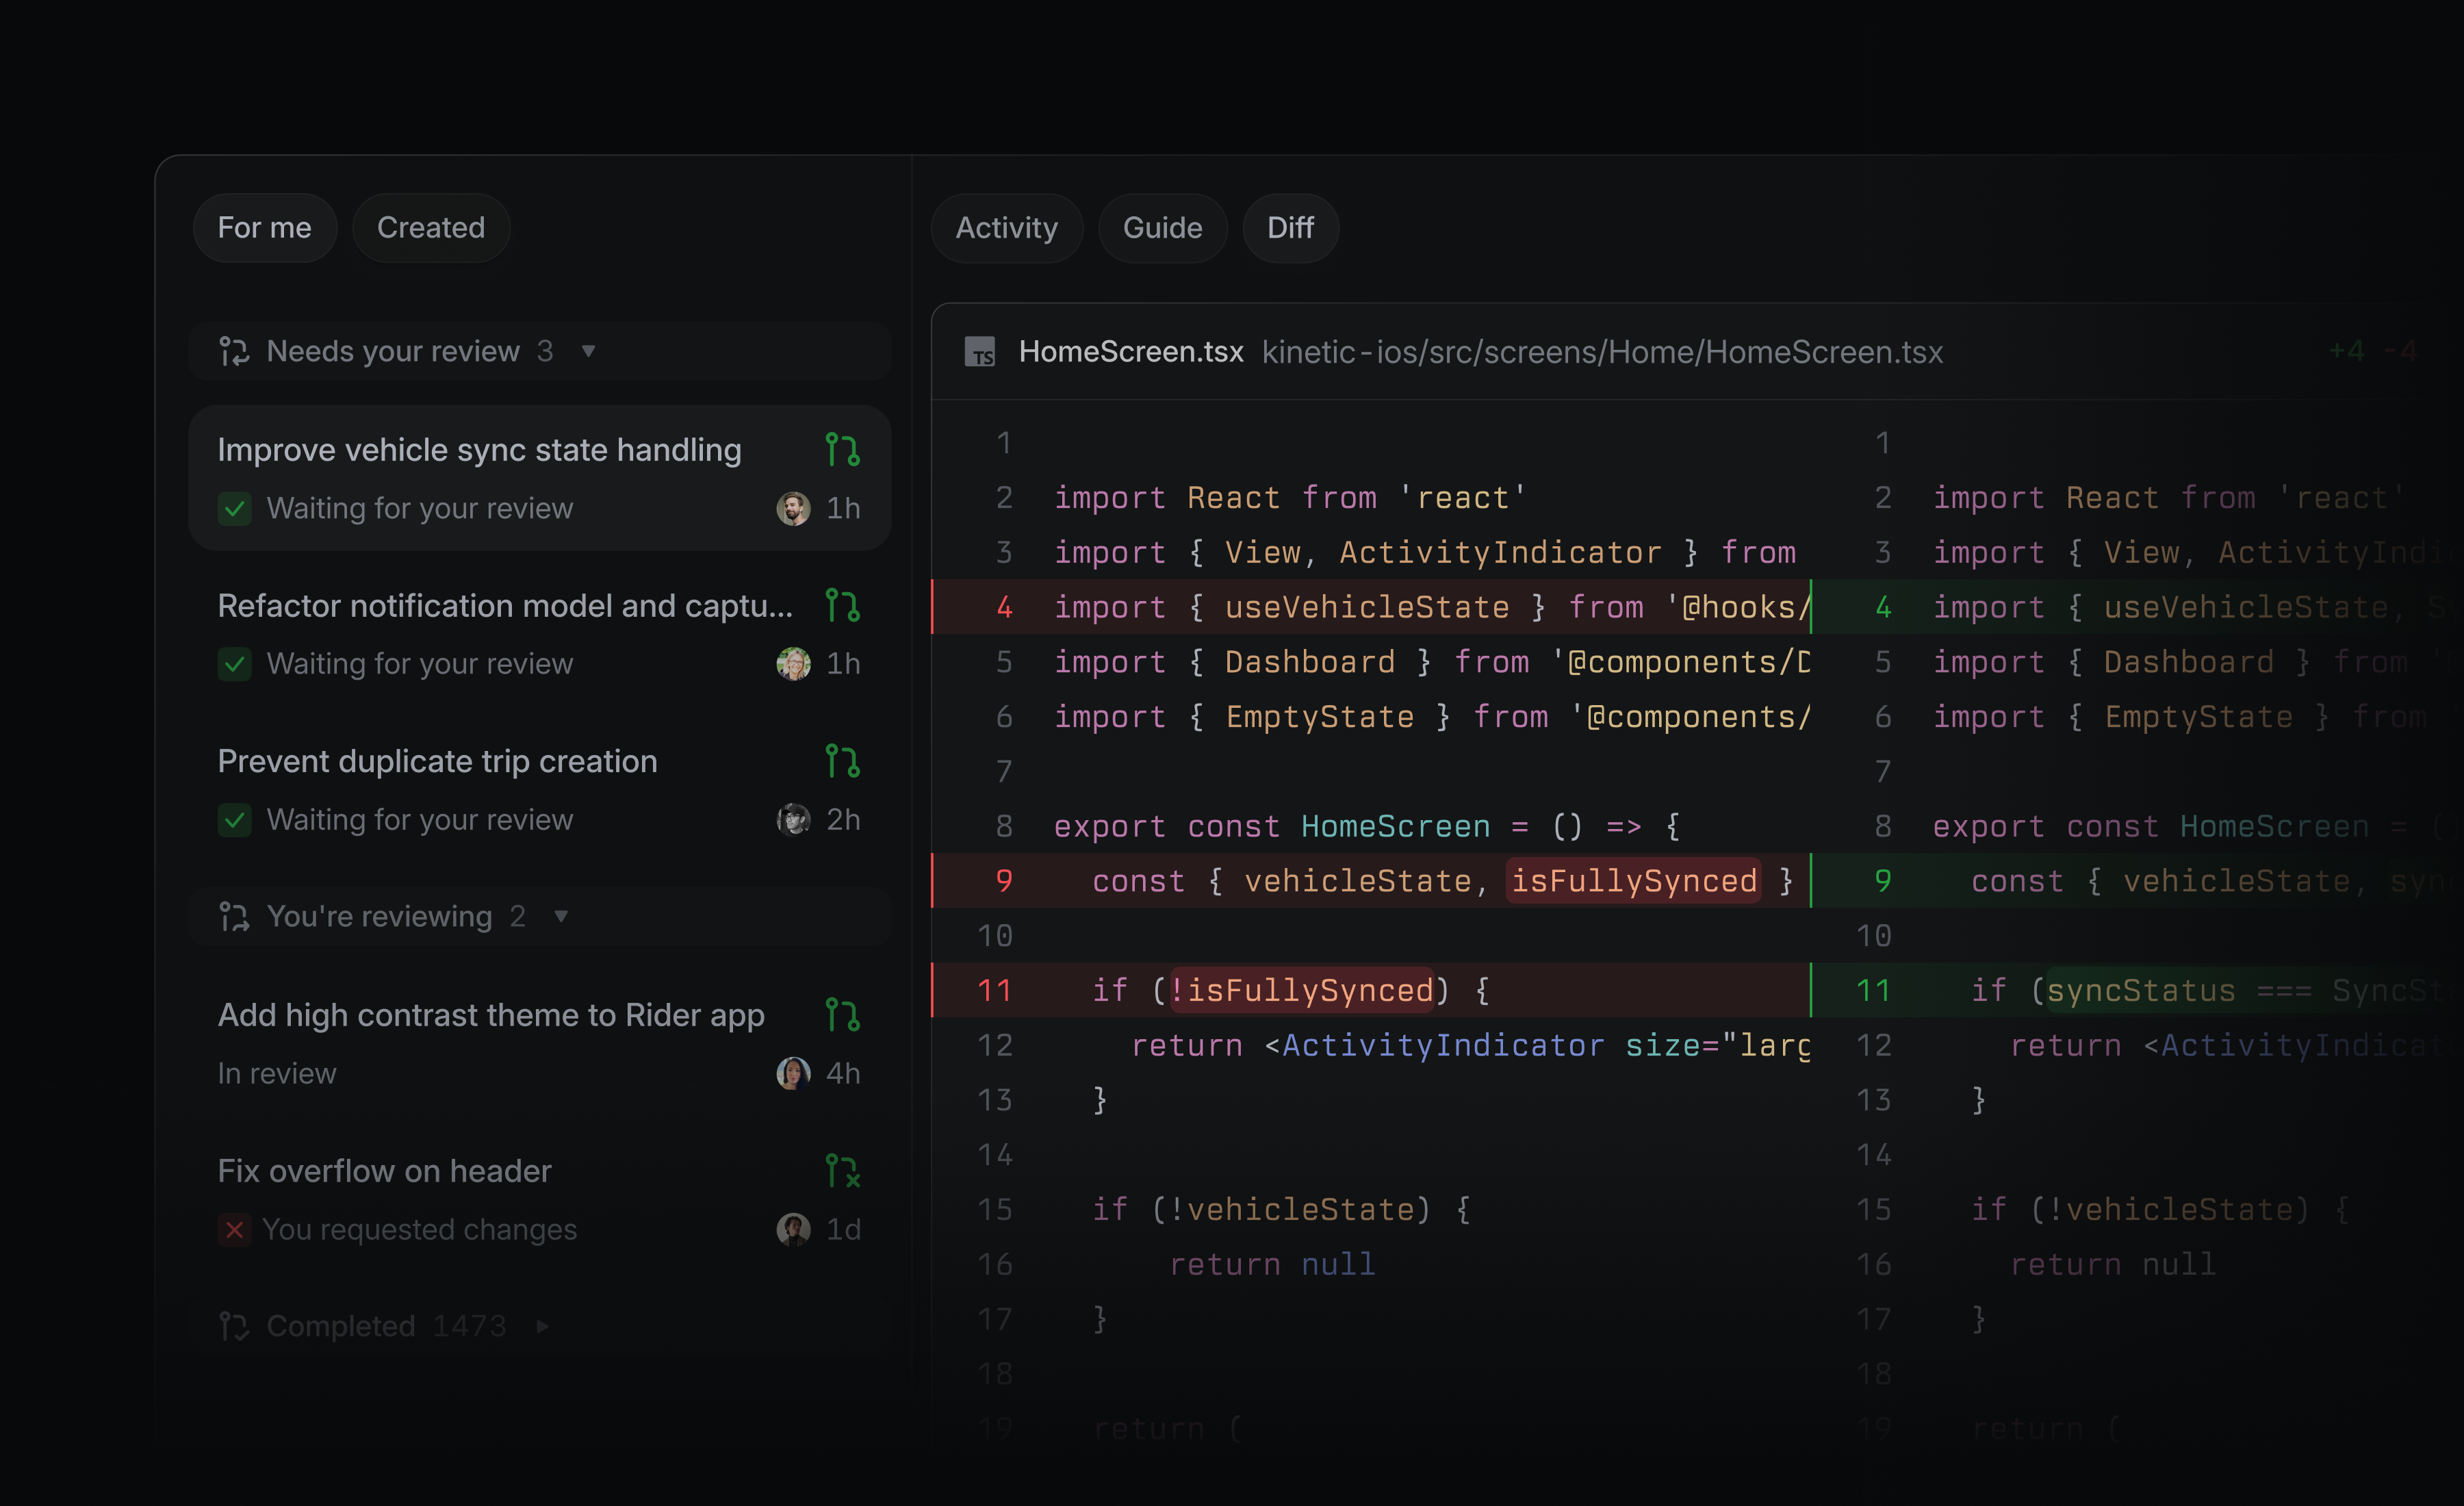 For me
Created
Needs your review 3
Improve vehicle sync state handling
Waiting for your review 1h
Refactor notification model and captu...
Waiting for your review 1h
Prevent duplicate trip creation
Waiting for your review 2h
You're reviewing 2
Add high contrast theme to Rider app
In review 4h
Fix overflow on header
You requested changes 1d
Completed 1473
Activity
Guide
Diff
TS HomeScreen.tsx kinetic-ios/src/screens/Home/HomeScreen.tsx +4 -4
1
2 import React from 'react'
3 import { View, ActivityIndicator } from
4 import { useVehicleState } from '@hooks/
5 import { Dashboard } from '@components/D
6 import { EmptyState } from '@components/
7
8 export const HomeScreen = () => {
9 const { vehicleState, isFullySynced }
10
11 if (!isFullySynced) {
12 return <ActivityIndicator size="larg
13 }
14
15 if (!vehicleState) {
16 return null
17 }
18
19 return (
1
2 import React from 'react'
3 import { View, ActivityIndi
4 import { useVehicleState, S
5 import { Dashboard } from '
6 import { EmptyState } from
7
8 export const HomeScreen = (
9 const { vehicleState, sync
10
11 if (syncStatus === SyncSt
12 return <ActivityIndicat
13 }
14
15 if (!vehicleState) {
16 return null
17 }
18
19 return (